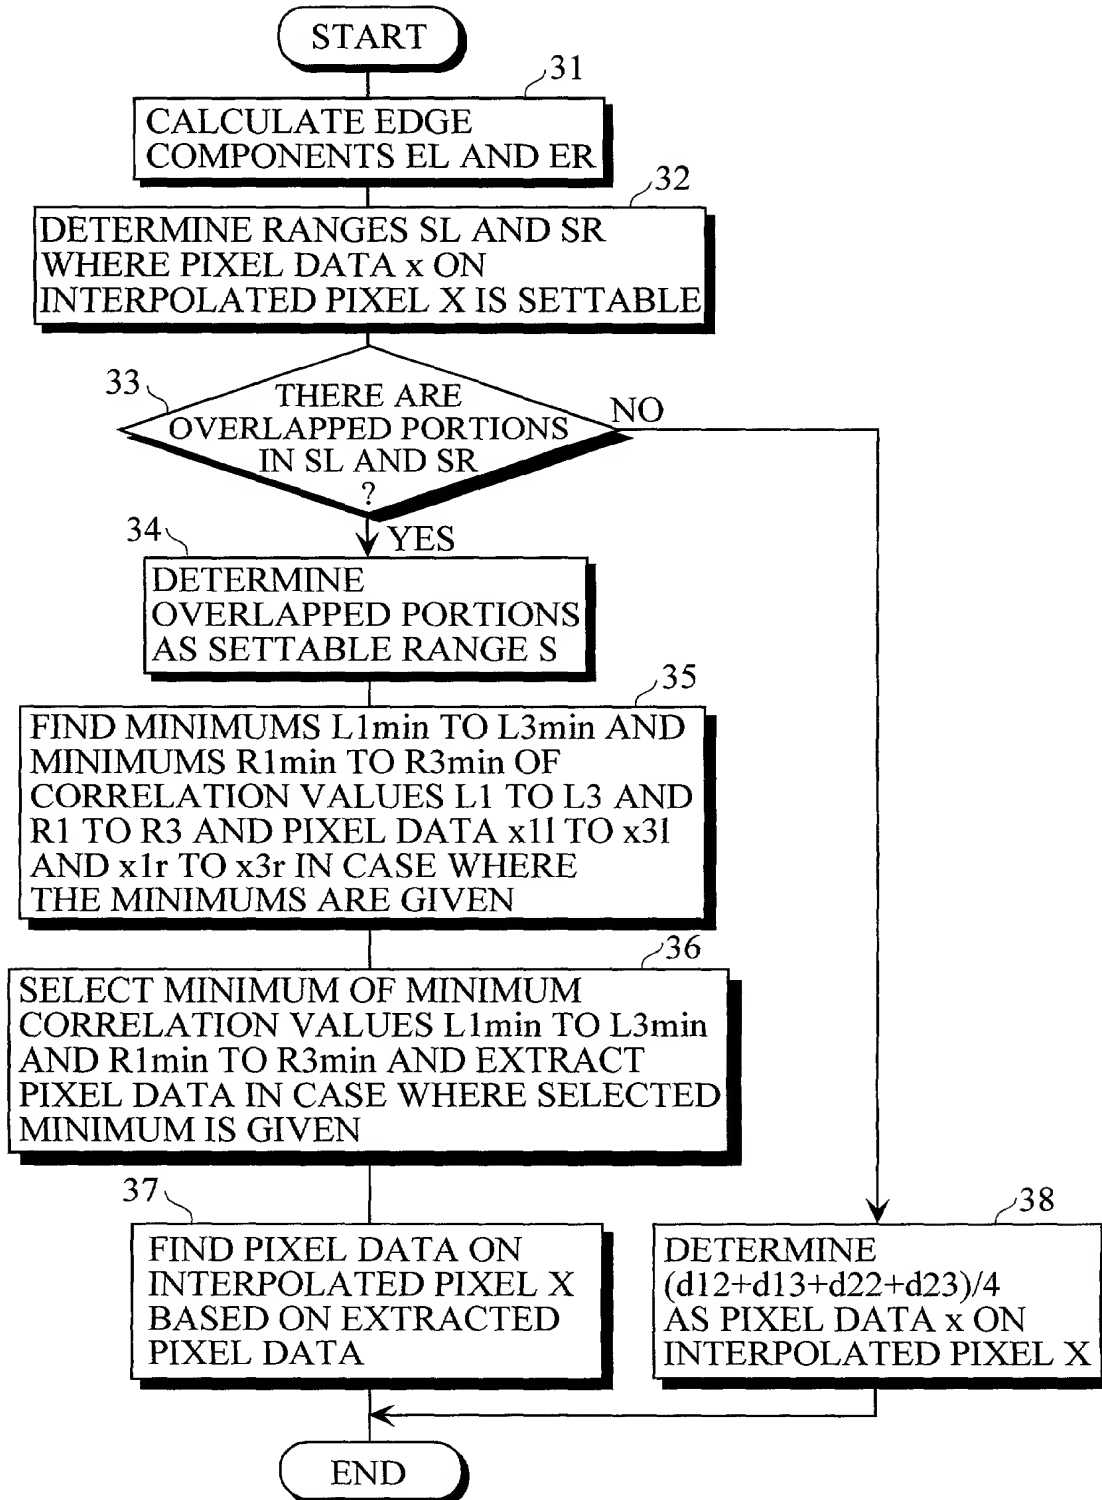 START
31
CALCULATE EDGE
COMPONENTS EL AND ER
32
DETERMINE RANGES SL AND SR
WHERE PIXEL DATA x ON
INTERPOLATED PIXEL X IS SETTABLE
33
THERE ARE
OVERLAPPED PORTIONS
IN SL AND SR
?
NO
YES
34
DETERMINE
OVERLAPPED PORTIONS
AS SETTABLE RANGE S
35
FIND MINIMUMS L1min TO L3min AND
MINIMUMS R1min TO R3min OF
CORRELATION VALUES L1 TO L3 AND
R1 TO R3 AND PIXEL DATA x1l TO x3l
AND x1r TO x3r IN CASE WHERE
THE MINIMUMS ARE GIVEN
36
SELECT MINIMUM OF MINIMUM
CORRELATION VALUES L1min TO L3min
AND R1min TO R3min AND EXTRACT
PIXEL DATA IN CASE WHERE SELECTED
MINIMUM IS GIVEN
37
FIND PIXEL DATA ON
INTERPOLATED PIXEL X
BASED ON EXTRACTED
PIXEL DATA
38
DETERMINE
(d12+d13+d22+d23)/4
AS PIXEL DATA x ON
INTERPOLATED PIXEL X
END